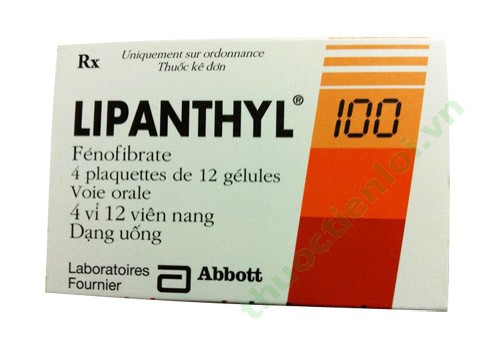 Rx
Uniquement sur ordonnance
Thuốc kê đơn
LIPANTHYL® 100
Fénofibrate
4 plaquettes de 12 gélules
Voie orale
4 vỉ 12 viên nang
Dạng uống
Laboratoires
Fournier
Abbott
thuoctienloi.vn